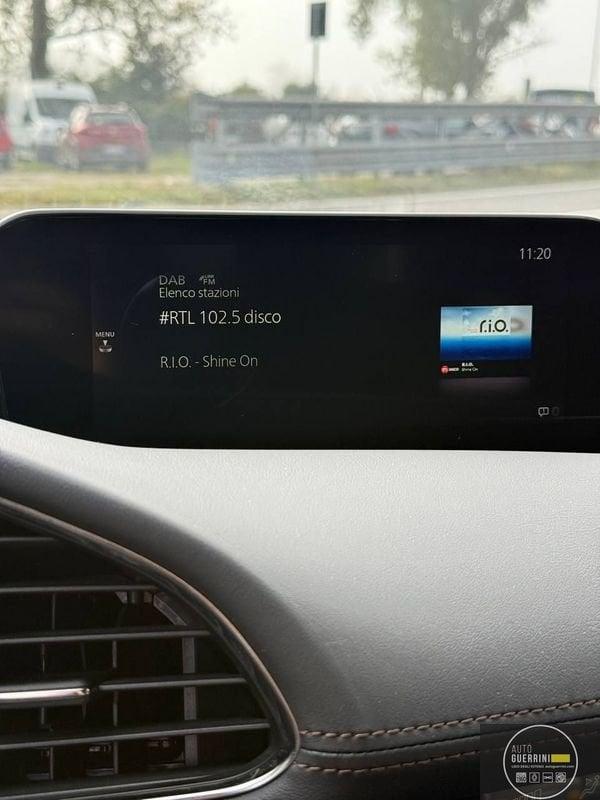 11:20
DAB
FM
Elenco stazioni
#RTL 102.5 disco
MENU
R.I.O. - Shine On
r.i.o.
R.I.O.
Shine On
AUTO
GUERRINI